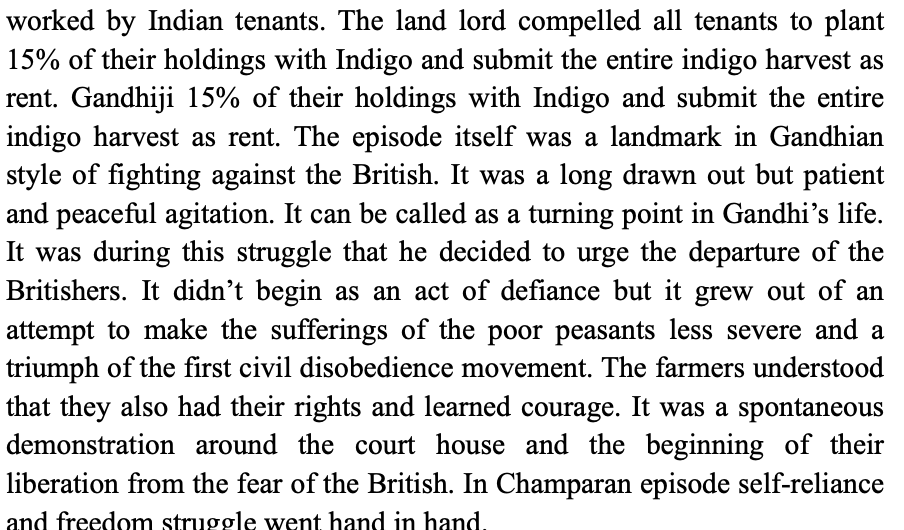 worked by Indian tenants. The land lord compelled all tenants to plant
15% of their holdings with Indigo and submit the entire indigo harvest as
rent. Gandhiji 15% of their holdings with Indigo and submit the entire
indigo harvest as rent. The episode itself was a landmark in Gandhian
style of fighting against the British. It was a long drawn out but patient
and peaceful agitation. It can be called as a turning point in Gandhi’s life.
It was during this struggle that he decided to urge the departure of the
Britishers. It didn’t begin as an act of defiance but it grew out of an
attempt to make the sufferings of the poor peasants less severe and a
triumph of the first civil disobedience movement. The farmers understood
that they also had their rights and learned courage. It was a spontaneous
demonstration around the court house and the beginning of their
liberation from the fear of the British. In Champaran episode self-reliance
and freedom struggle went hand in hand.